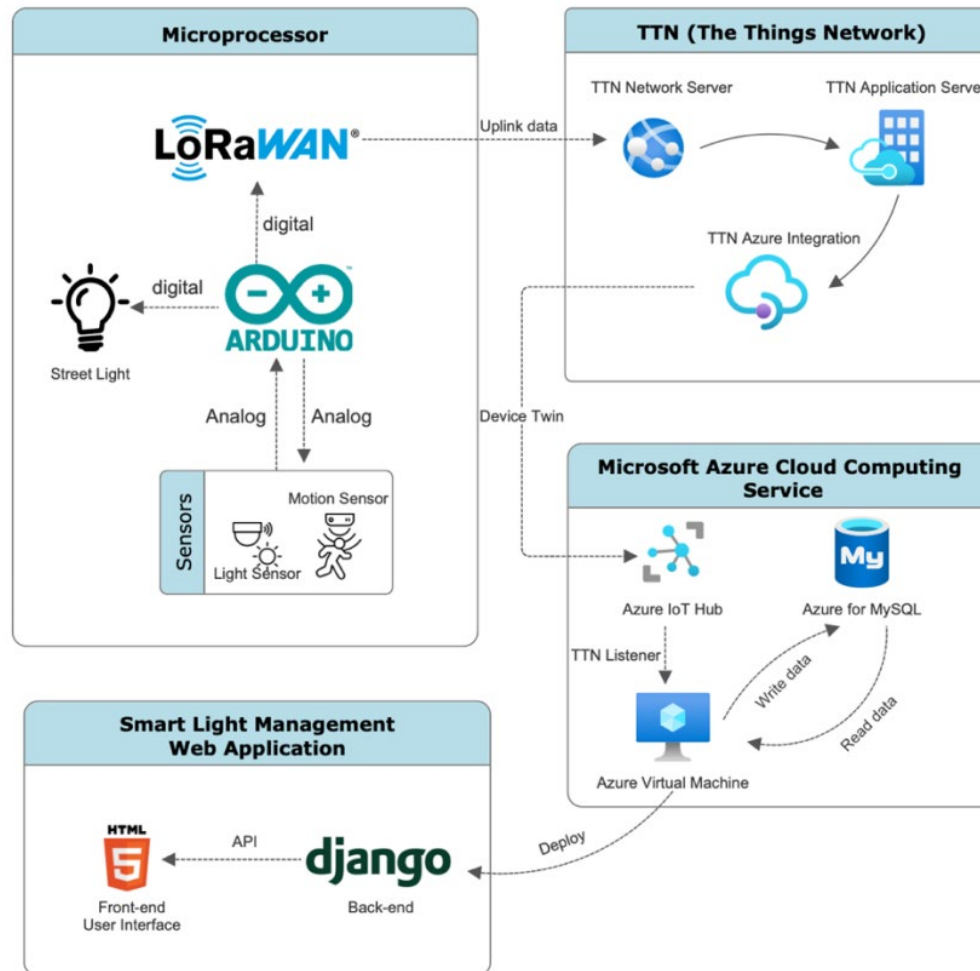 Microprocessor
LoRaWAN®
digital
digital
ARDUINO™
Street Light
Analog
Analog
Sensors
Motion Sensor
Light Sensor
TTN (The Things Network)
TTN Network Server
TTN Application Server
Uplink data
TTN Azure Integration
Device Twin
Microsoft Azure Cloud Computing
Service
My
Azure IoT Hub
Azure for MySQL
TTN Listener
Write data
Read data
Azure Virtual Machine
Deploy
Smart Light Management
Web Application
HTML
5
API
django
Front-end
User Interface
Back-end